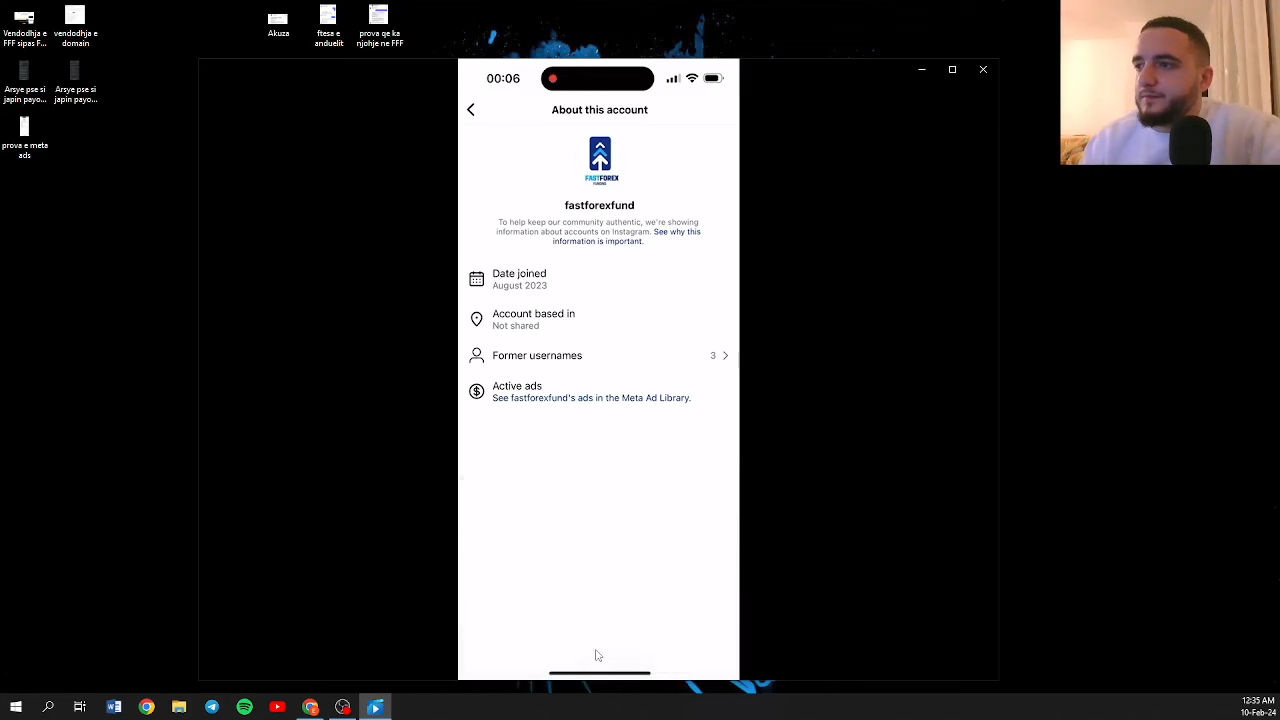 Vendodhja e
FFF sipas F...
vendodhja e
domain
Akuza
ftesa e
anduelit
prova qe ka
njohje ne FFF
Arsye pse si
japin payo...
Arsye pse si
japin payo...
prova e meta
ads
00:06
About this account
FASTFOREX
FUNDING
fastforexfund
To help keep our community authentic, we're showing
information about accounts on Instagram. See why this
information is important.
Date joined
August 2023
Account based in
Not shared
Former usernames
3
Active ads
See fastforexfund's ads in the Meta Ad Library.
12:35 AM
10-Feb-24